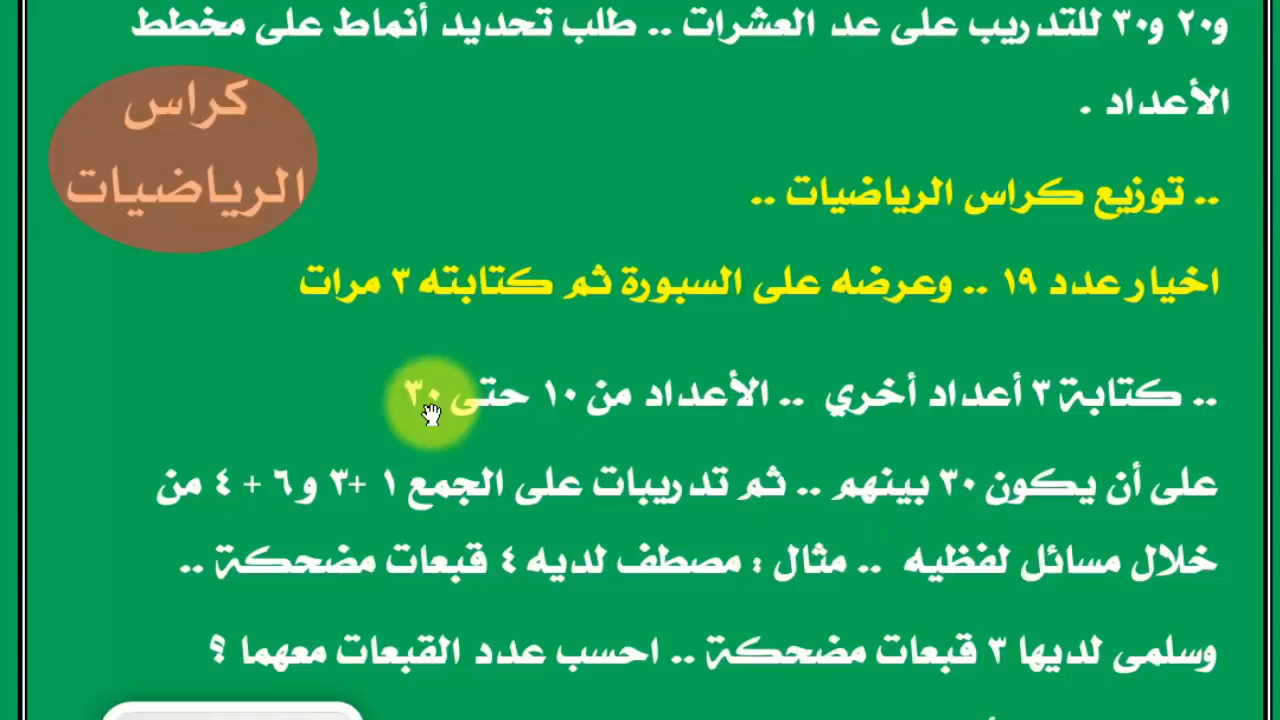 و٢٠ و٣٠ للتدريب على عد العشرات .. طلب تحديد أنماط على مخطط
الأعداد .
كراس
الرياضيات
.. توزيع كراس الرياضيات ..
اخيار عدد ١٩ .. وعرضه على السبورة ثم كتابته ٣ مرات
.. كتابة ٣ أعداد أخري .. الأعداد من ١٠ حتى ٣٠
على أن يكون ٣٠ بينهم .. ثم تدريبات على الجمع ١ +٣ و ٦ + ٤ من
خلال مسائل لفظيه .. مثال : مصطف لديه ٤ قبعات مضحكة ..
وسلمى لديها ٣ قبعات مضحكة .. احسب عدد القبعات معهما ؟